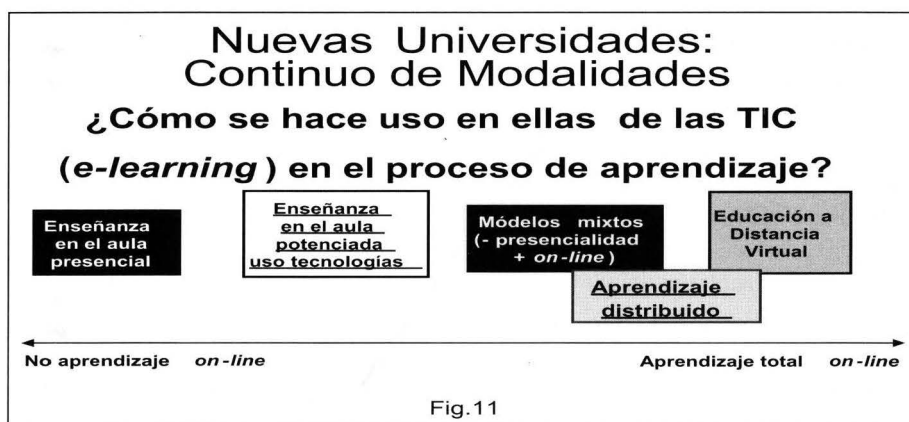 Nuevas Universidades:
Continuo de Modalidades
¿Cómo se hace uso en ellas de las TIC
(e-learning) en el proceso de aprendizaje?
Enseñanza
en el aula
presencial
Enseñanza
en el aula
potenciada
uso tecnologías
Módelos mixtos
(- presencialidad
+ on-line)
Educación a
Distancia
Virtual
Aprendizaje
distribuido
No aprendizaje on-line
Aprendizaje total on-line
Fig.11